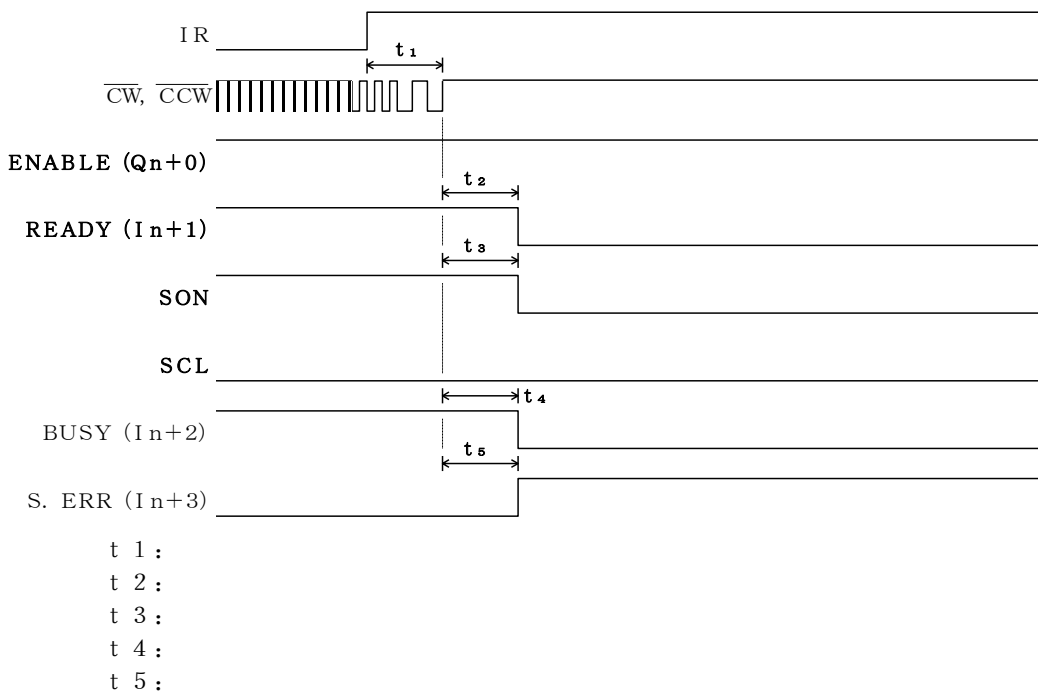 IR
t₁
CW, CCW
ENABLE (Qn+0)
t₂
READY (In+1)
t₃
SON
SCL
t₄
BUSY (In+2)
t₅
S. ERR (In+3)
t 1:
t 2:
t 3:
t 4:
t 5: